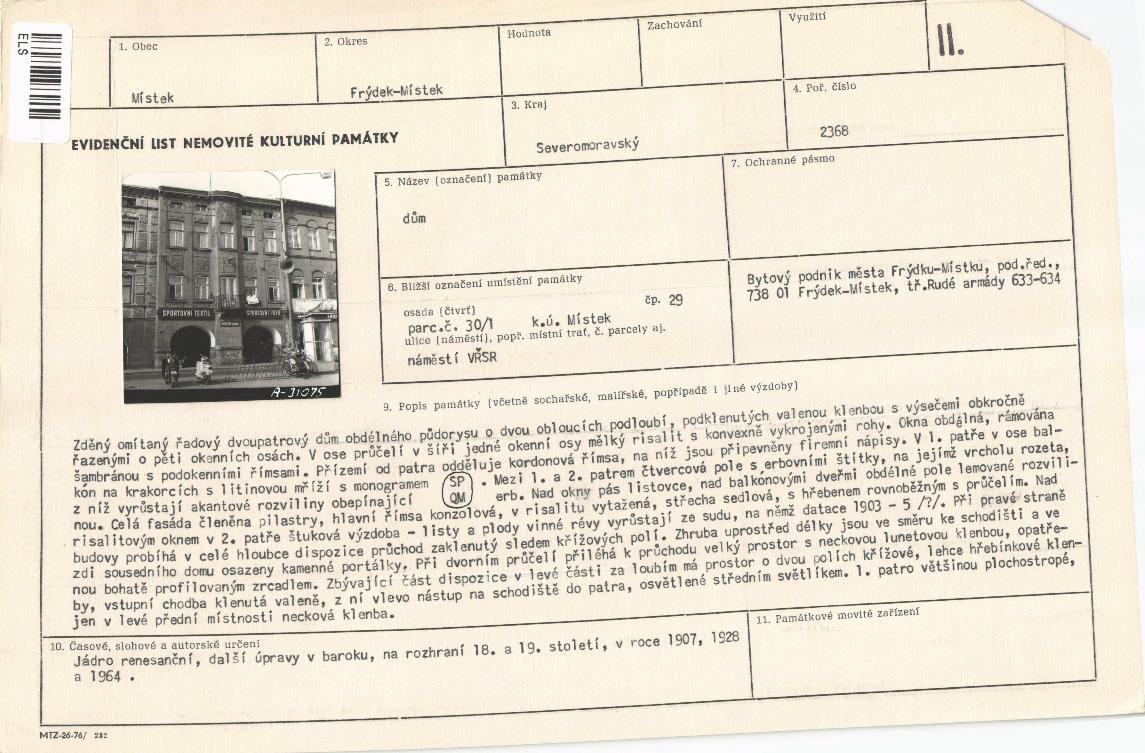 ELS
1. Obec
Místek
2. Okres
Frýdek-Místek
Hodnota
Zachování
Využití
II.
EVIDENČNÍ LIST NEMOVITÉ KULTURNÍ PAMÁTKY
3. Kraj
Severomoravský
4. Poř. číslo
2368
5. Název (označení) památky
dům
7. Ochranné pásmo
6. Bližší označení umístění památky
čp. 29
osada (čtvrť)
parc.č. 30/1 k.ú. Místek
ulice (náměstí), popř. místní trať, č. parcely aj.
náměstí VŘSR
Bytový podnik města Frýdku-Místku, pod.řed.,
738 01 Frýdek-Místek, tř.Rudé armády 633-634
SPORTOVNÍ TEXTIL
A-31075
9. Popis památky (včetně sochařské, malířské, popřípadě i jiné výzdoby)
Zděný omítaný řadový dvoupatrový dům obdélného půdorysu o dvou obloucích podloubí, podklenutých valenou klenbou s výsečemi obkročně
řazenými o pěti okenních osách. V ose průčelí v šíři jedné okenní osy mělký risalit s konvexně vykrojenými rohy. Okna obdélná, rámována
šambránou s podokenními římsami. Přízemí od patra odděluje kordonová římsa, na níž jsou připevněny firemní nápisy. V 1. patře v ose bal-
kón na krakorcích s litinovou mříží s monogramem SP QM . Mezi 1. a 2. patrem čtvercová pole s erbovními štítky, na jejímž vrcholu rozeta,
z níž vyrůstají akantové rozviliny obepínající erb. Nad okny pás listovce, nad balkónovými dveřmi obdélné pole lemované rozvili-
nou. Celá fasáda členěna pilastry, hlavní římsa konzolová, v risalitu vytažená, střecha sedlová, s hřebenem rovnoběžným s průčelím. Nad
risalitovým oknem v 2. patře štuková výzdoba - listy a plody vinné révy vyrůstají ze sudu, na němž datace 1903 - 5 /?/. Při pravé straně
budovy probíhá v celé hloubce dispozice průchod zaklenutý sledem křížových polí. Zhruba uprostřed délky jsou ve směru ke schodišti a ve
zdi sousedního domu osazeny kamenné portálky. Při dvorním průčelí přiléhá k průchodu velký prostor s neckovou lunetovou klenbou, opatře-
nou bohatě profilovaným zrcadlem. Zbývající část dispozice v levé části za loubím má prostor o dvou polích křížové, lehce hřebínkové klen-
by, vstupní chodba klenutá valeně, z ní vlevo nástup na schodiště do patra, osvětlené středním světlíkem. 1. patro většinou plochostropé,
jen v levé přední místnosti necková klenba.
10. Časové, slohové a autorské určení
Jádro renesanční, další úpravy v baroku, na rozhraní 18. a 19. století, v roce 1907, 1928
a 1964 .
11. Památkové movité zařízení
MTZ-26-76/ 232